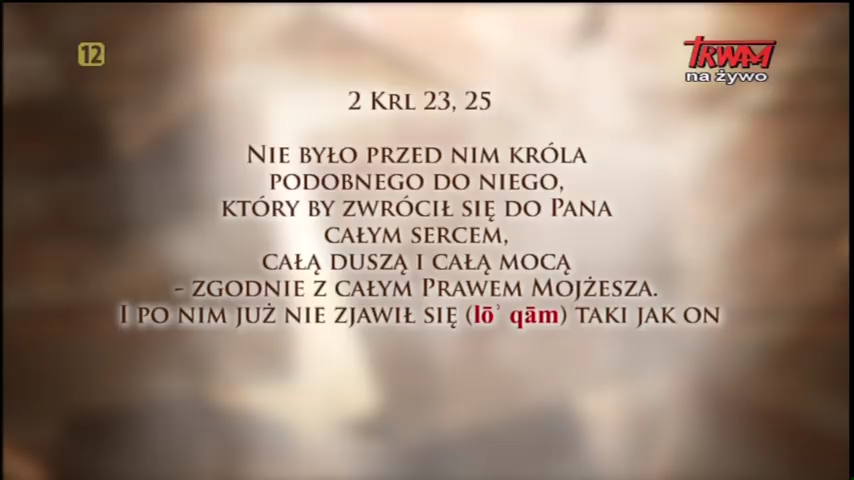 12
TRWAM
na żywo
2 Krl 23, 25
Nie było przed nim króla
podobnego do niego,
który by zwrócił się do Pana
całym sercem,
całą duszą i całą mocą
- zgodnie z całym Prawem Mojżesza.
I po nim już nie zjawił się (lōʾ qām) taki jak on